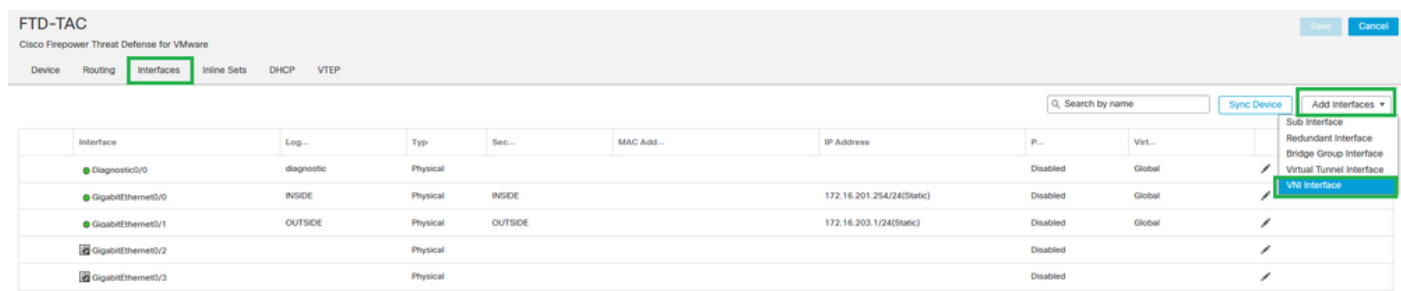 FTD-TAC
Save Cancel
Cisco Firepower Threat Defense for VMware
Device Routing Interfaces Inline Sets DHCP VTEP
Search by name Sync Device Add Interfaces
Sub Interface
Redundant Interface
Bridge Group Interface
Virtual Tunnel Interface
VNI Interface
Interface Log... Typ Sec... MAC Add... IP Address P... Virt...
Diagnostic0/0 diagnostic Physical Disabled Global
GigabitEthernet0/0 INSIDE Physical INSIDE 172.16.201.254/24(Static) Disabled Global
GigabitEthernet0/1 OUTSIDE Physical OUTSIDE 172.16.203.1/24(Static) Disabled Global
GigabitEthernet0/2 Physical Disabled
GigabitEthernet0/3 Physical Disabled